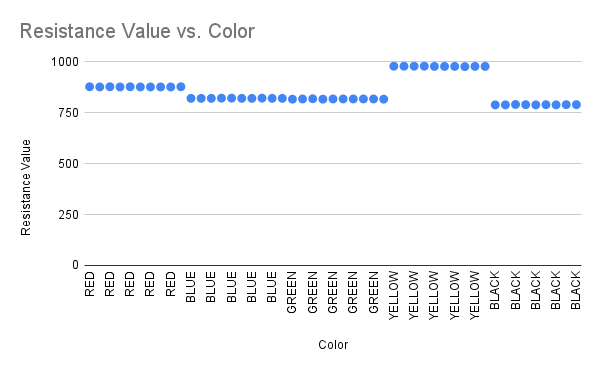 Resistance Value vs. Color
1000
750
500
250
0
Resistance Value
RED
RED
RED
RED
RED
BLUE
BLUE
BLUE
BLUE
BLUE
GREEN
GREEN
GREEN
GREEN
GREEN
YELLOW
YELLOW
YELLOW
YELLOW
YELLOW
BLACK
BLACK
BLACK
BLACK
BLACK
Color